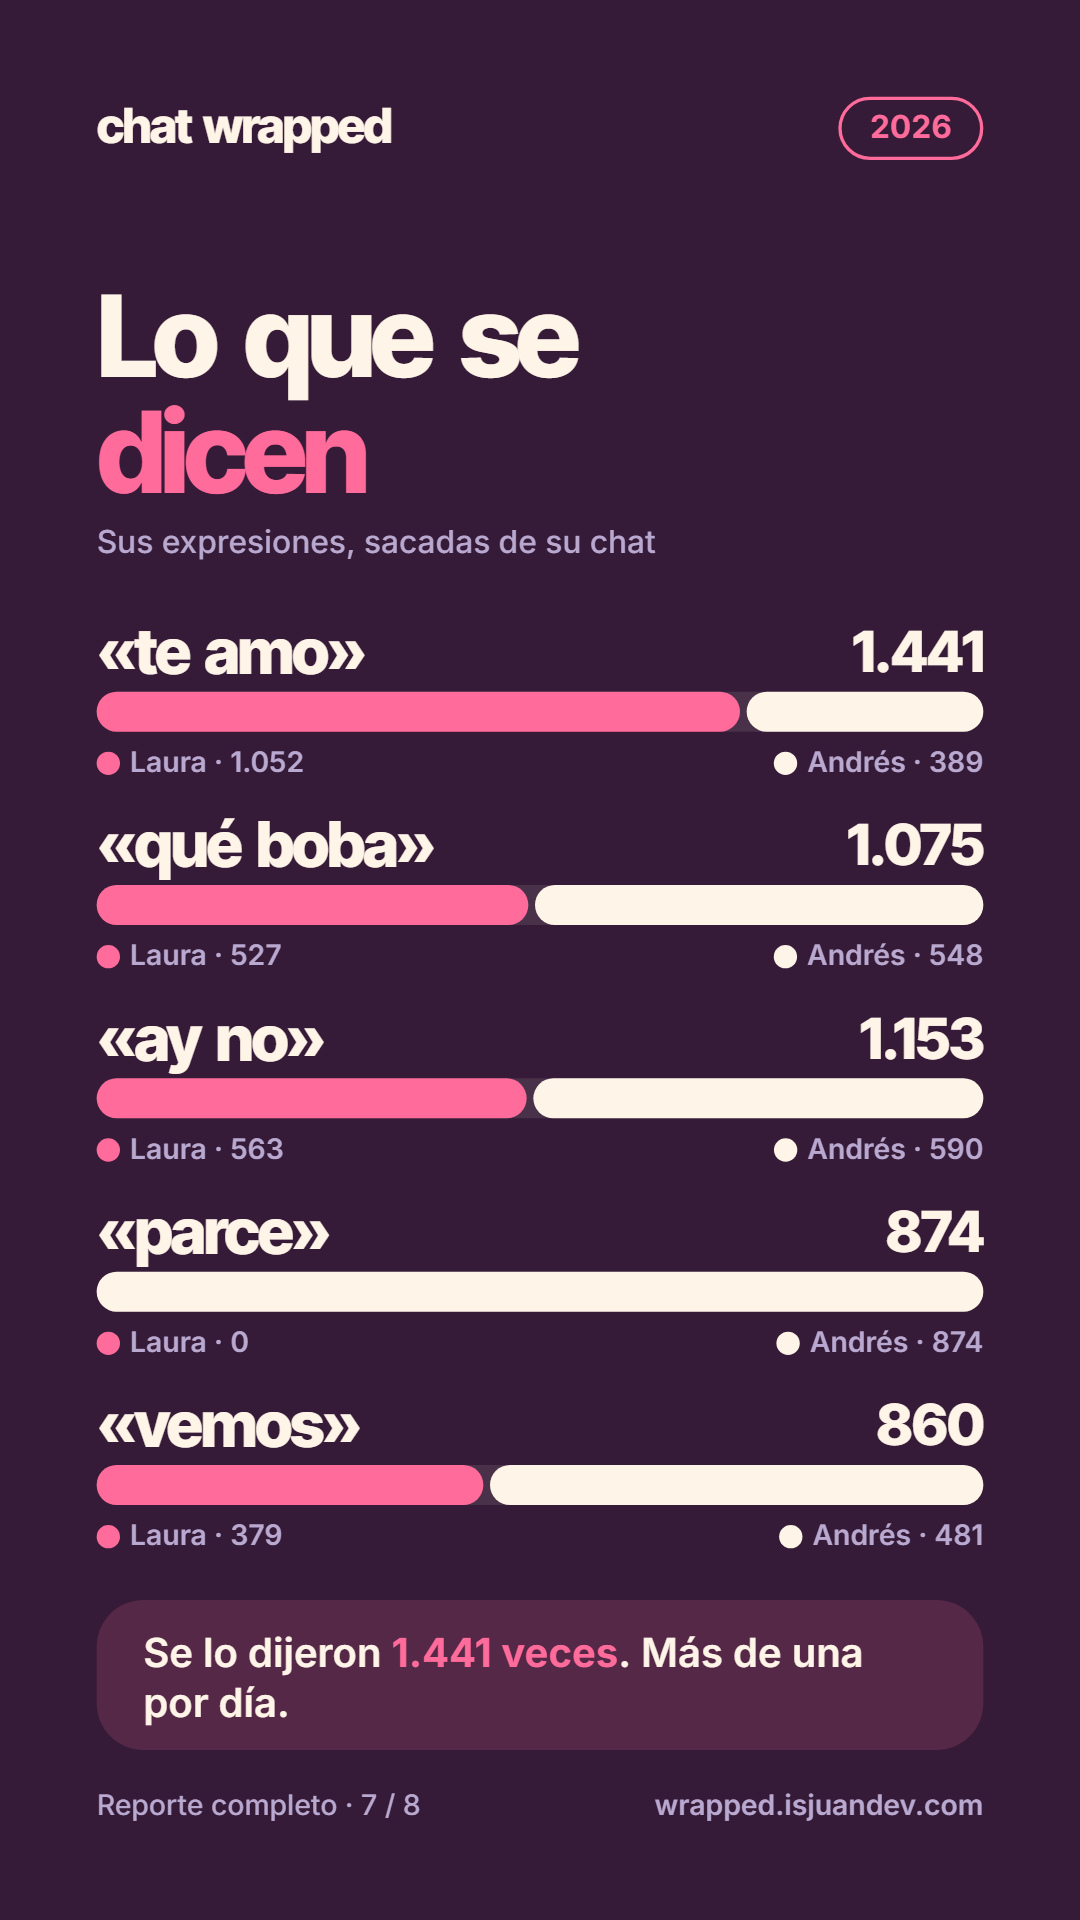 chat wrapped
2026
Lo que se
dicen
Sus expresiones, sacadas de su chat
«te amo» 1.441
Laura · 1.052 Andrés · 389
«qué boba» 1.075
Laura · 527 Andrés · 548
«ay no» 1.153
Laura · 563 Andrés · 590
«parce» 874
Laura · 0 Andrés · 874
«vemos» 860
Laura · 379 Andrés · 481
Se lo dijeron 1.441 veces. Más de una
por día.
Reporte completo · 7 / 8 wrapped.isjuandev.com